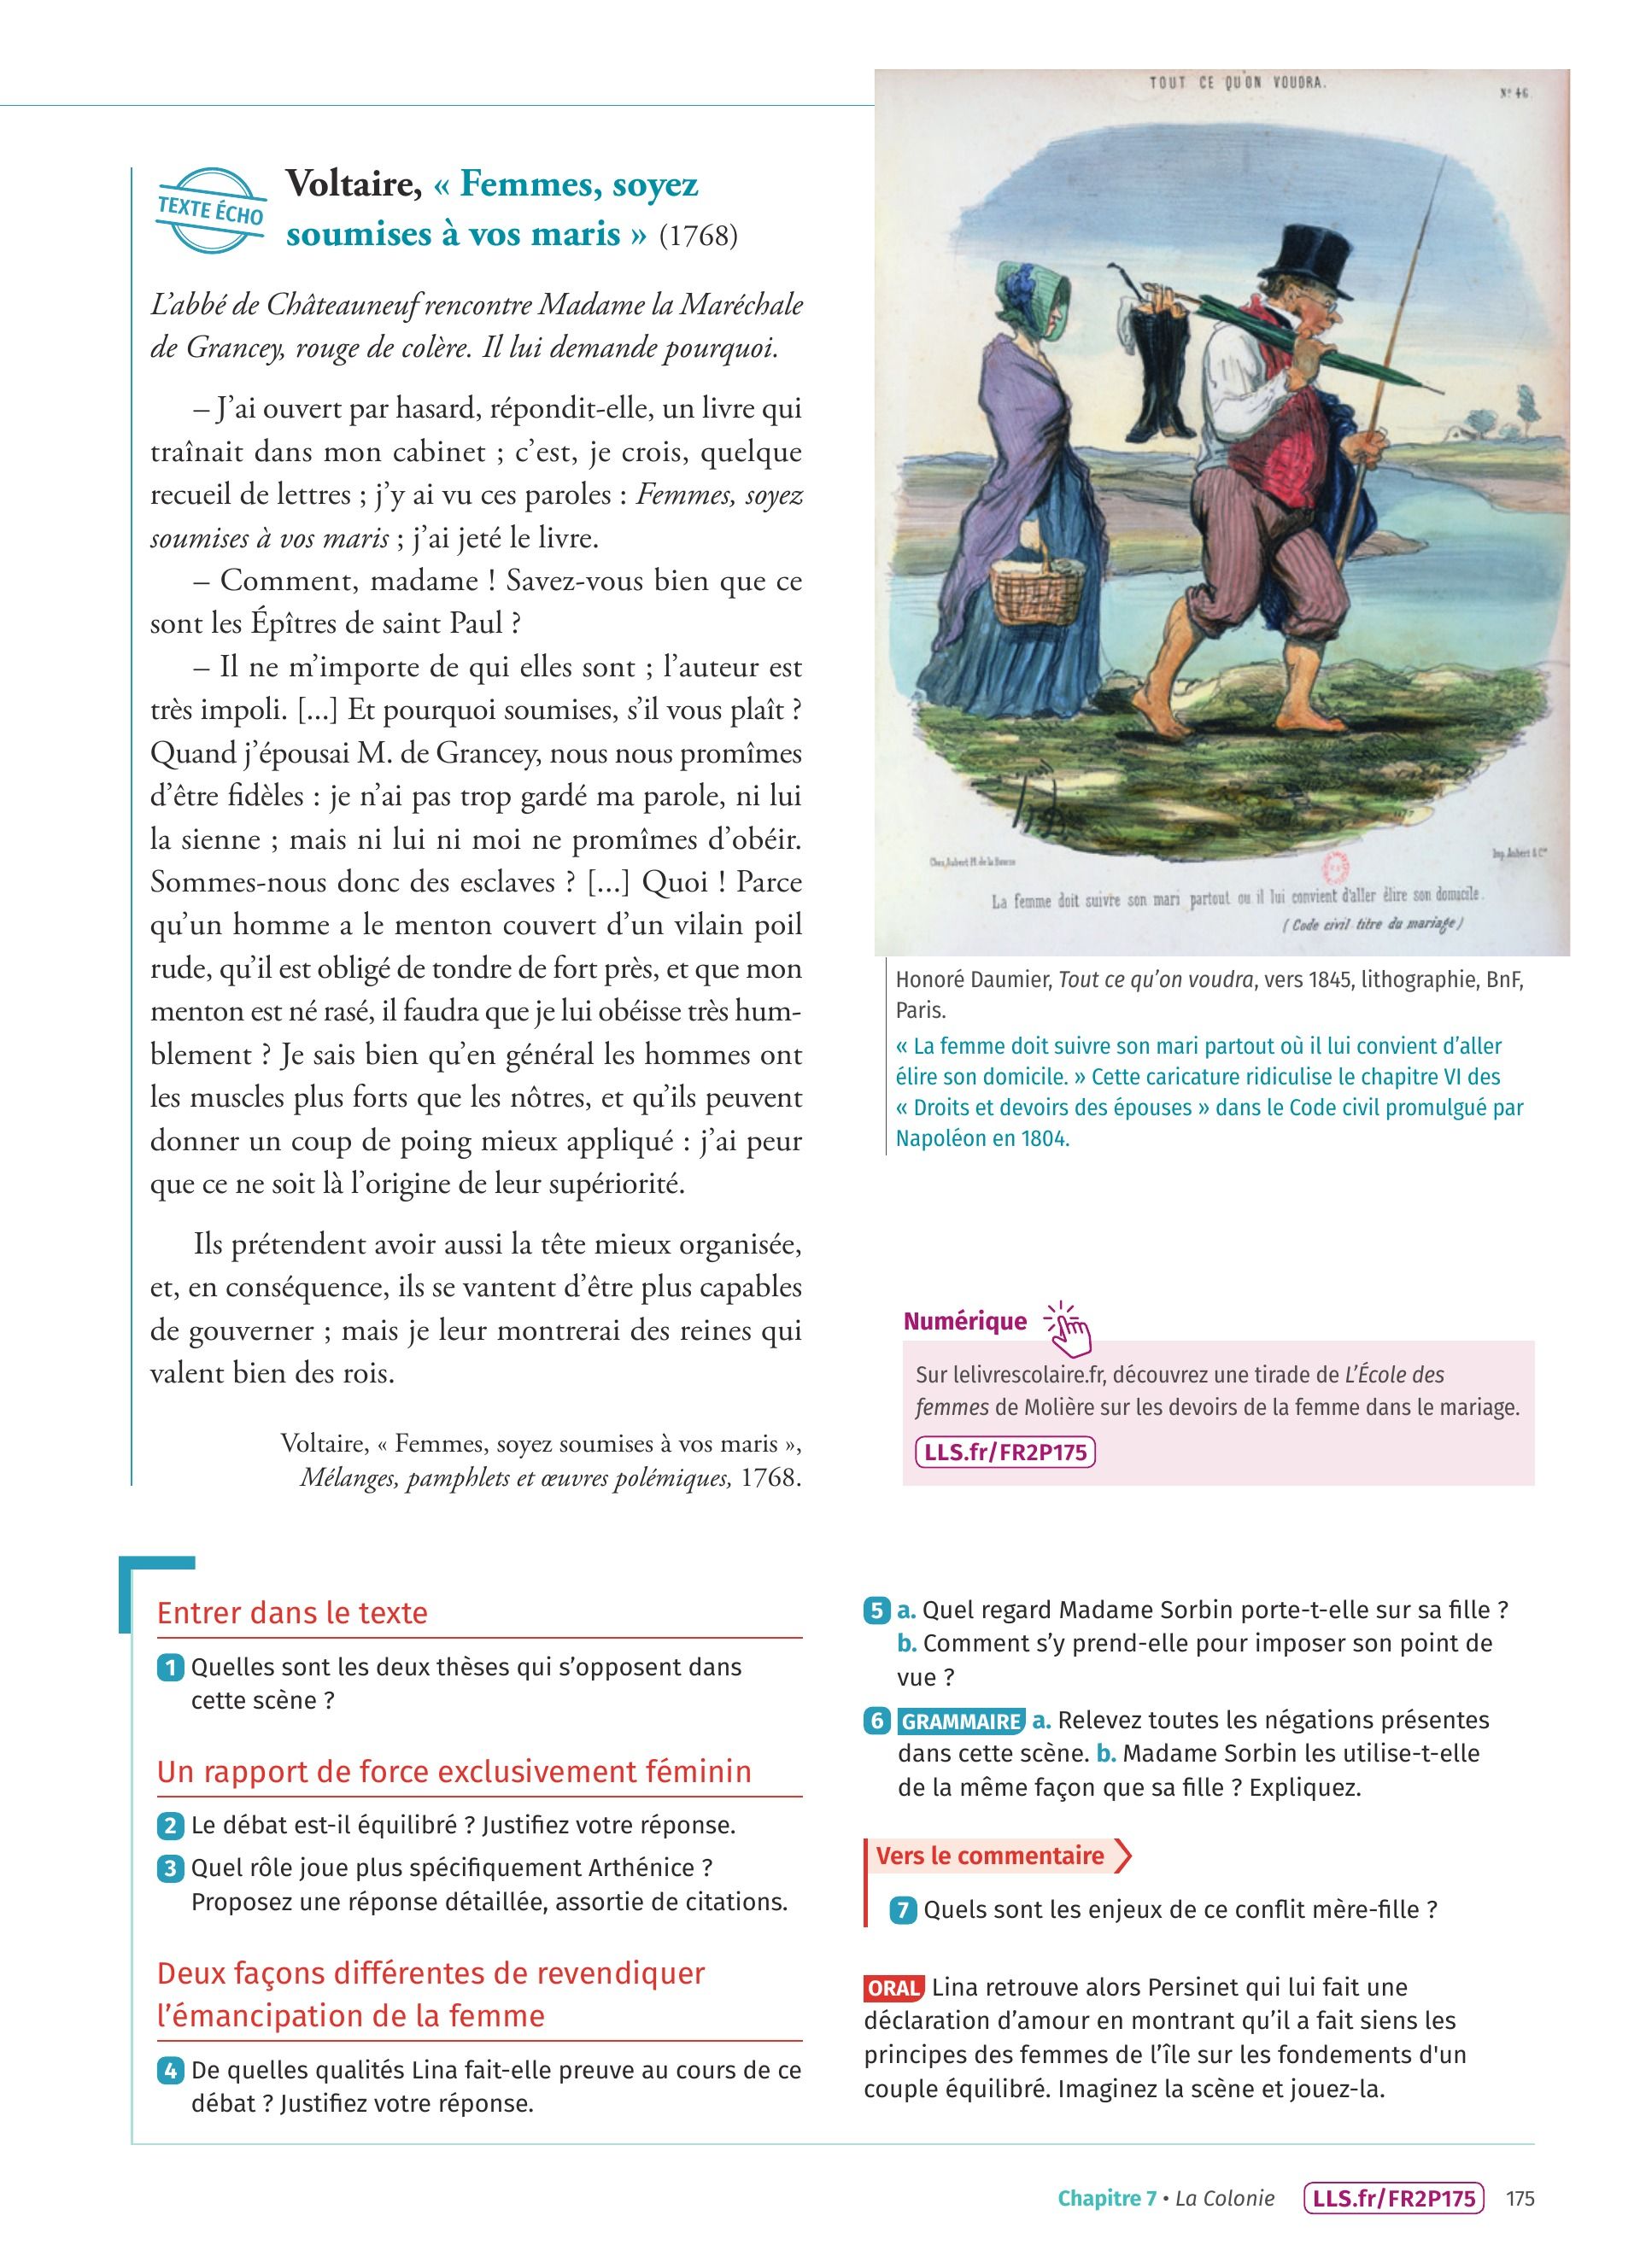 TEXTE ÉCHO
Voltaire, « Femmes, soyez
soumises à vos maris » (1768)
L'abbé de Châteauneuf rencontre Madame la Maréchale
de Grancey, rouge de colère. Il lui demande pourquoi.
– J'ai ouvert par hasard, répondit-elle, un livre qui
traînait dans mon cabinet ; c'est, je crois, quelque
recueil de lettres ; j'y ai vu ces paroles : Femmes, soyez
soumises à vos maris ; j'ai jeté le livre.
– Comment, madame ! Savez-vous bien que ce
sont les Épîtres de saint Paul ?
– Il ne m'importe de qui elles sont ; l'auteur est
très impoli. [...] Et pourquoi soumises, s'il vous plaît ?
Quand j'épousai M. de Grancey, nous nous promîmes
d'être fidèles : je n'ai pas trop gardé ma parole, ni lui
la sienne ; mais ni lui ni moi ne promîmes d'obéir.
Sommes-nous donc des esclaves ? [...] Quoi ! Parce
qu'un homme a le menton couvert d'un vilain poil
rude, qu'il est obligé de tondre de fort près, et que mon
menton est né rasé, il faudra que je lui obéisse très hum-
blement ? Je sais bien qu'en général les hommes ont
les muscles plus forts que les nôtres, et qu'ils peuvent
donner un coup de poing mieux appliqué : j'ai peur
que ce ne soit là l'origine de leur supériorité.
Ils prétendent avoir aussi la tête mieux organisée,
et, en conséquence, ils se vantent d'être plus capables
de gouverner ; mais je leur montrerai des reines qui
valent bien des rois.
Voltaire, « Femmes, soyez soumises à vos maris »,
Mélanges, pamphlets et œuvres polémiques, 1768.
TOUT CE QU'ON VOUDRA.
N° 46.
Chez Aubert Pl. de la Bourse
Imp. Aubert & Cie
La femme doit suivre son mari partout ou il lui convient d'aller élire son domicile.
(Code civil titre du mariage)
Honoré Daumier, Tout ce qu'on voudra, vers 1845, lithographie, BnF,
Paris.
« La femme doit suivre son mari partout où il lui convient d'aller
élire son domicile. » Cette caricature ridiculise le chapitre VI des
« Droits et devoirs des épouses » dans le Code civil promulgué par
Napoléon en 1804.
Numérique
Sur lelivrescolaire.fr, découvrez une tirade de L'École des
femmes de Molière sur les devoirs de la femme dans le mariage.
LLS.fr/FR2P175
Entrer dans le texte
1 Quelles sont les deux thèses qui s'opposent dans
cette scène ?
Un rapport de force exclusivement féminin
2 Le débat est-il équilibré ? Justifiez votre réponse.
3 Quel rôle joue plus spécifiquement Arthénice ?
Proposez une réponse détaillée, assortie de citations.
Deux façons différentes de revendiquer
l'émancipation de la femme
4 De quelles qualités Lina fait-elle preuve au cours de ce
débat ? Justifiez votre réponse.
5 a. Quel regard Madame Sorbin porte-t-elle sur sa fille ?
b. Comment s'y prend-elle pour imposer son point de
vue ?
6 GRAMMAIRE a. Relevez toutes les négations présentes
dans cette scène. b. Madame Sorbin les utilise-t-elle
de la même façon que sa fille ? Expliquez.
Vers le commentaire
7 Quels sont les enjeux de ce conflit mère-fille ?
ORAL Lina retrouve alors Persinet qui lui fait une
déclaration d'amour en montrant qu'il a fait siens les
principes des femmes de l'île sur les fondements d'un
couple équilibré. Imaginez la scène et jouez-la.
Chapitre 7 • La Colonie LLS.fr/FR2P175 175